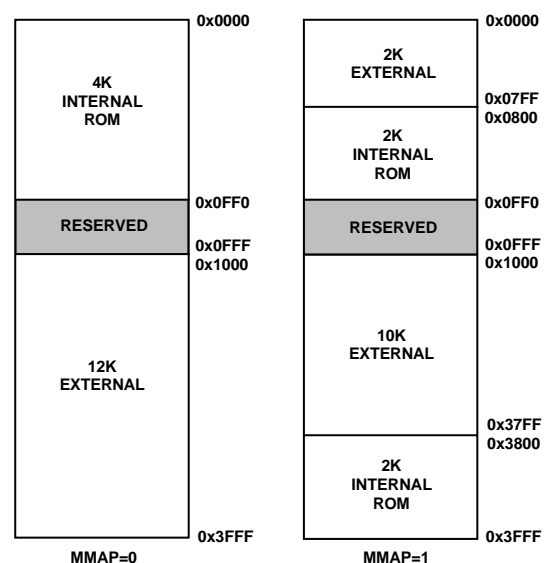 0x0000
4K
INTERNAL
ROM
0x0FF0
RESERVED
0x0FFF
0x1000
12K
EXTERNAL
0x3FFF
MMAP=0
0x0000
2K
EXTERNAL
0x07FF
0x0800
2K
INTERNAL
ROM
0x0FF0
RESERVED
0x0FFF
0x1000
10K
EXTERNAL
0x37FF
0x3800
2K
INTERNAL
ROM
0x3FFF
MMAP=1